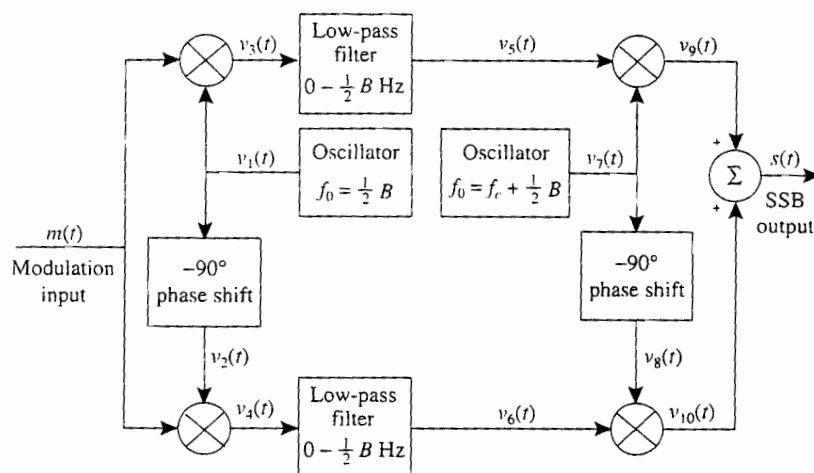 v₃(t)
Low-pass
filter
0 – ½ B Hz
v₅(t)
v₉(t)
v₁(t)
Oscillator
f₀ = ½ B
Oscillator
f₀ = f_c + ½ B
v₇(t)
+
Σ
+
s(t)
SSB
output
m(t)
Modulation
input
–90°
phase shift
–90°
phase shift
v₂(t)
v₈(t)
v₄(t)
Low-pass
filter
0 – ½ B Hz
v₆(t)
v₁₀(t)